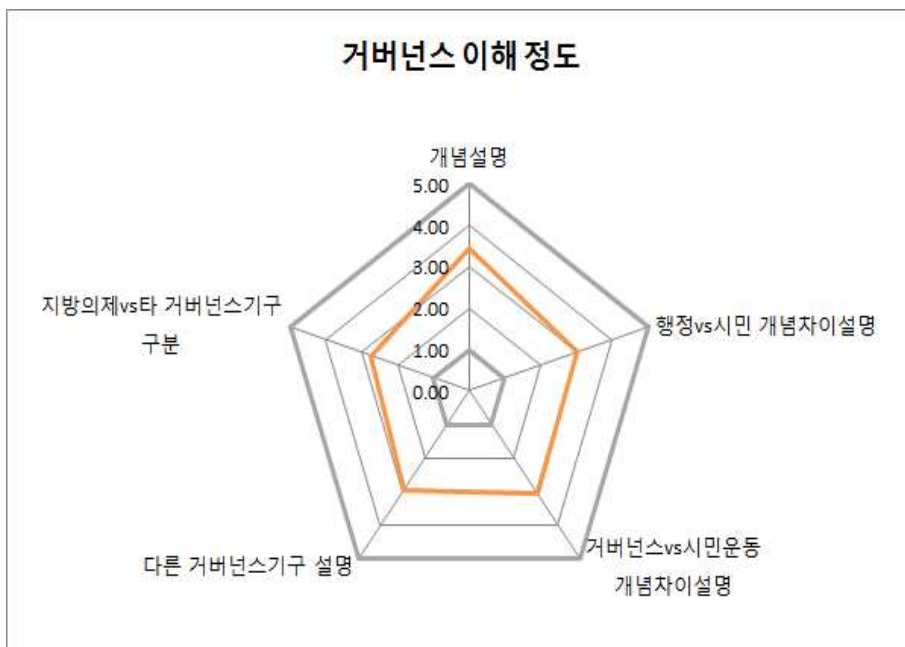 거버넌스 이해 정도
개념설명
5.00
4.00
3.00
2.00
1.00
0.00
행정vs시민 개념차이설명
거버넌스vs시민운동
개념차이설명
다른 거버넌스기구 설명
지방의제vs타 거버넌스기구
구분